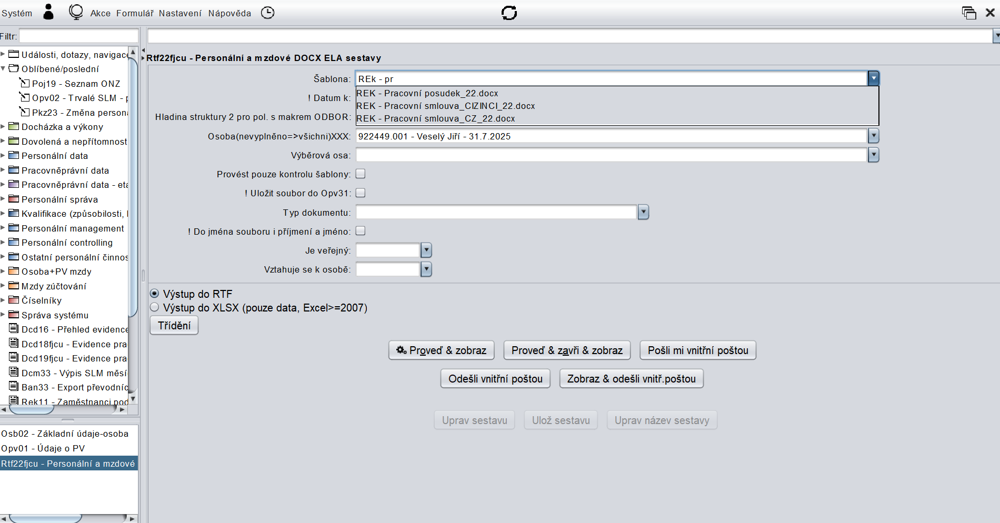 Systém Akce Formulář Nastavení Nápověda
Filtr:
Události, dotazy, navigace
Oblíbené/poslední
Poj19 - Seznam ONZ
Opv02 - Trvalé SLM - p
Pkz23 - Změna persona
Docházka a výkony
Dovolená a nepřítomnost
Personální data
Pracovněprávní data
Pracovněprávní data - eta
Personální správa
Kvalifikace (způsobilosti,
Personální management
Personální controlling
Ostatní personální činnos
Osoba+PV mzdy
Mzdy zúčtování
Číselníky
Správa systému
Dcd16 - Přehled evidence
Dcd18fjcu - Evidence pra
Dcd19fjcu - Evidence pra
Dcm33 - Výpis SLM měsí
Ban33 - Export převodníc
Rek11 - Zaměstnanci pod
Osb02 - Základní údaje-osoba
Opv01 - Údaje o PV
Rtf22fjcu - Personální a mzdové
Rtf22fjcu - Personální a mzdové DOCX ELA sestavy
Šablona: REk - pr
REK - Pracovní posudek_22.docx
REK - Pracovní smlouva_CIZINCI_22.docx
REK - Pracovní smlouva_CZ_22.docx
! Datum k:
Hladina struktury 2 pro pol. s makrem ODBOR:
Osoba(nevyplněno=>všichni)XXX: 922449.001 - Veselý Jiří - 31.7.2025
Výběrová osa:
Provést pouze kontrolu šablony:
! Uložit soubor do Opv31:
Typ dokumentu:
! Do jména souboru i příjmení a jméno:
Je veřejný:
Vztahuje se k osobě:
Výstup do RTF
Výstup do XLSX (pouze data, Excel>=2007)
Třídění
Proveď & zobraz Proveď & zavři & zobraz Pošli mi vnitřní poštou
Odešli vnitřní poštou Zobraz & odešli vnitř.poštou
Uprav sestavu Ulož sestavu Uprav název sestavy